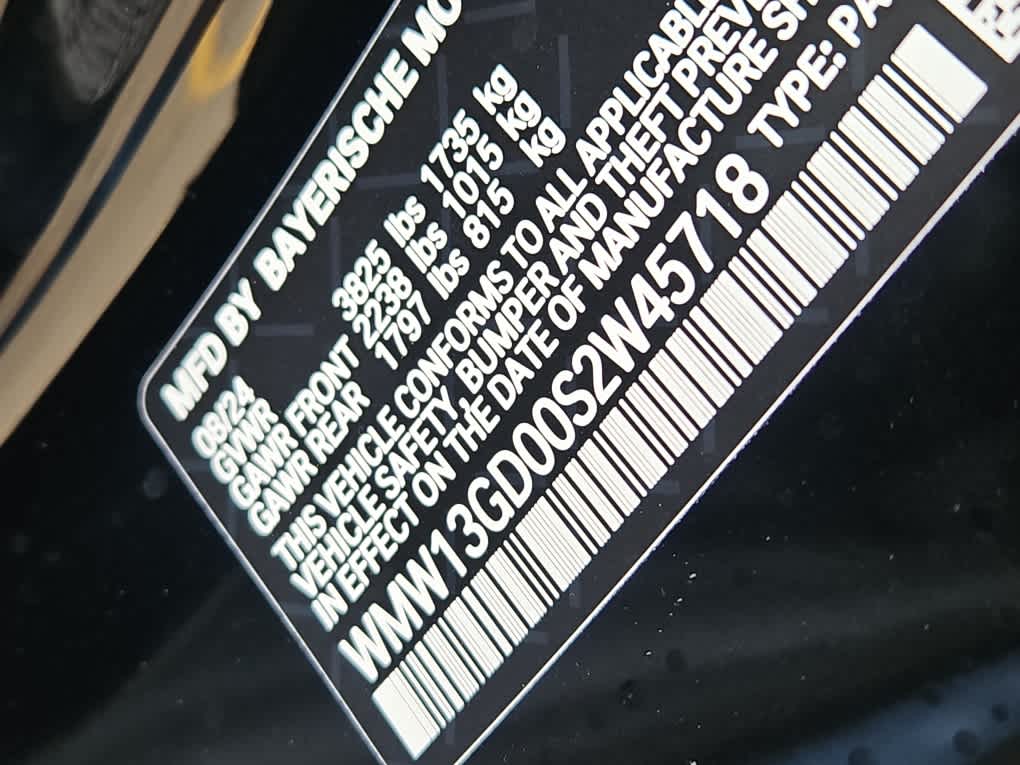 MFD BY BAYERISCHE MO
08/24
GVWR 3825 lbs 1735 kg
GAWR FRONT 2238 lbs 1015 kg
GAWR REAR 1797 lbs 815 kg
THIS VEHICLE CONFORMS TO ALL APPLICABLE
VEHICLE SAFETY, BUMPER AND THEFT PREVE
IN EFFECT ON THE DATE OF MANUFACTURE SH
WMW13GD00S2W45718 TYPE: PA